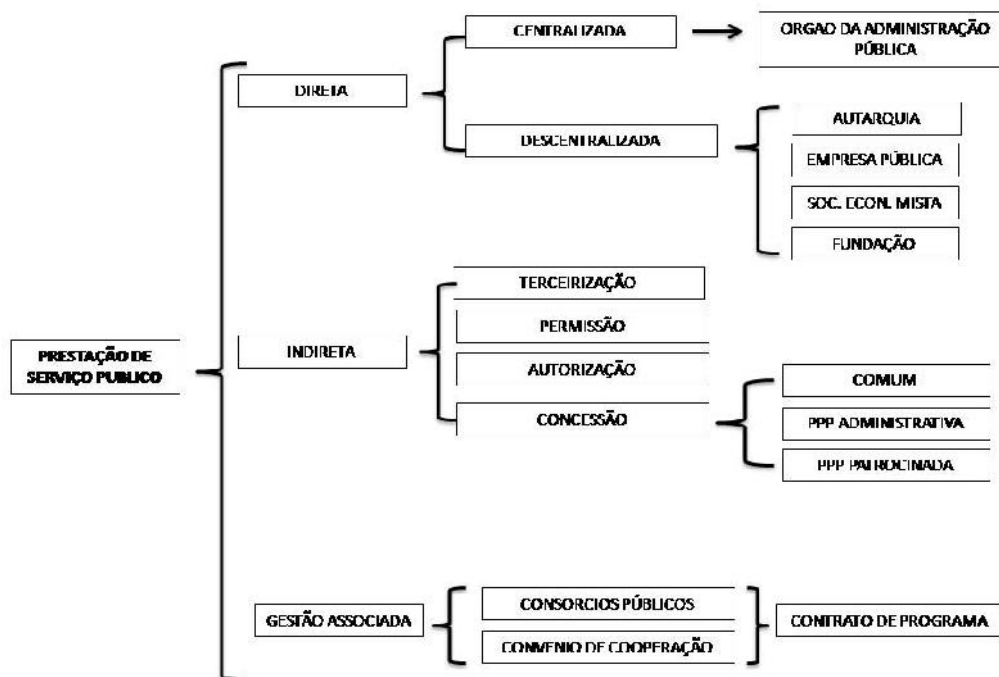 CENTRALIZADA
ORGAO DA ADMINISTRAÇÃO
PÚBLICA
DIRETA
DESCENTRALIZADA
AUTARQUIA
EMPRESA PÚBLICA
SOC. ECON. MISTA
FUNDAÇÃO
PRESTAÇÃO DE
SERVIÇO PUBLICO
INDIRETA
TERCEIRIZAÇÃO
PERMISSÃO
AUTORIZAÇÃO
CONCESSÃO
COMUM
PPP ADMINISTRATIVA
PPP PATROCINADA
GESTÃO ASSOCIADA
CONSORCIOS PÚBLICOS
CONVENIO DE COOPERAÇÃO
CONTRATO DE PROGRAMA